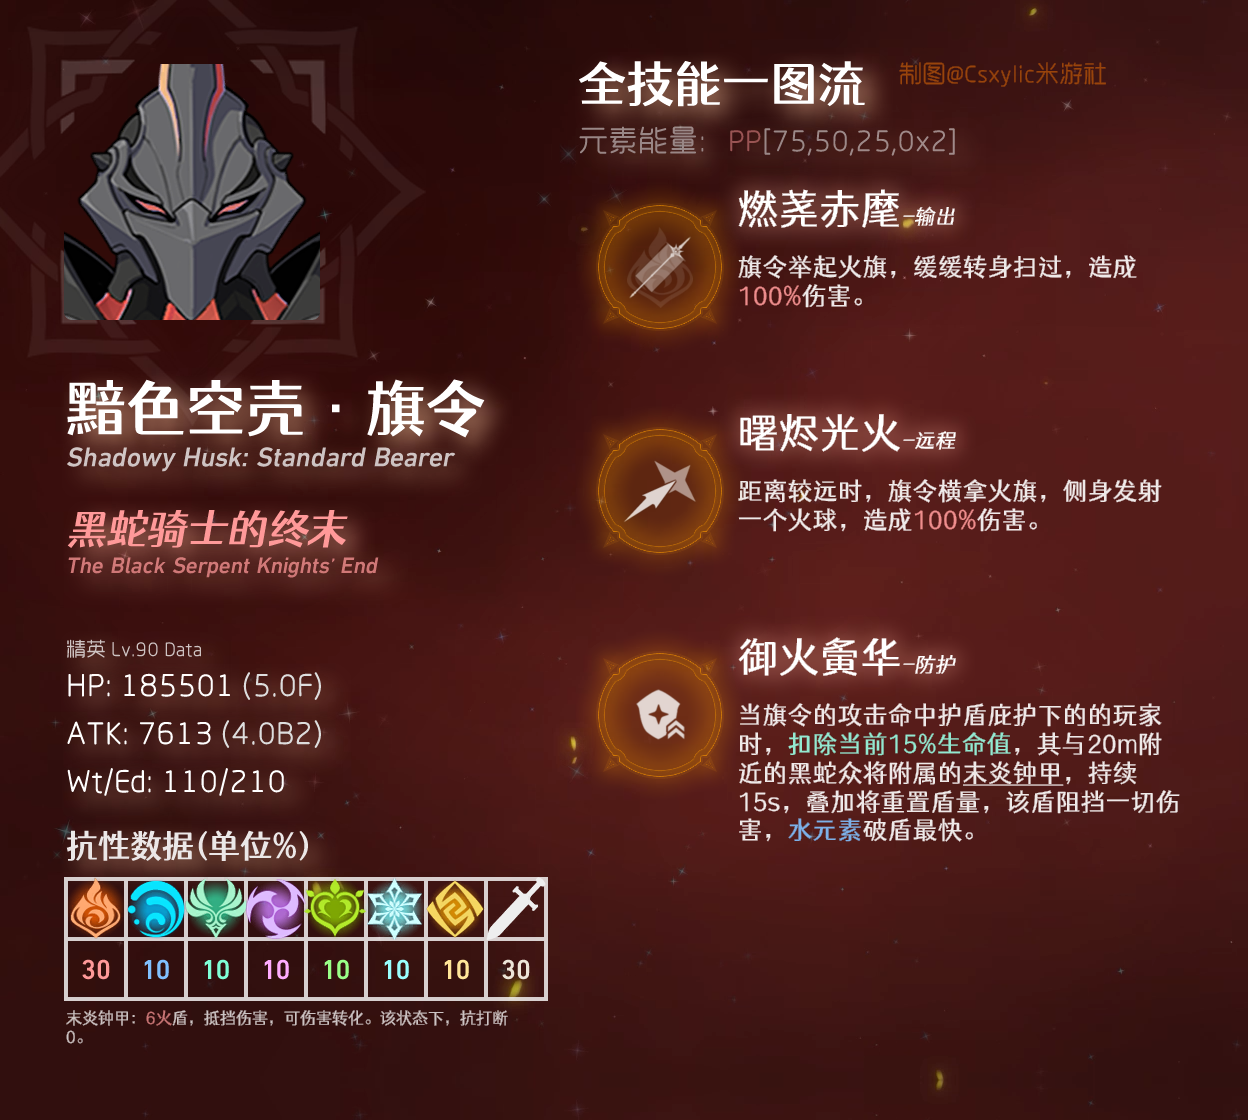 全技能一图流
制图@Csxylic米游社
元素能量: PP[75,50,25,0x2]
燃荛赤麾-输出
旗令举起火旗，缓缓转身扫过，造成
100%伤害。
黯色空壳·旗令
Shadowy Husk: Standard Bearer
黑蛇骑士的终末
The Black Serpent Knights' End
曙烬光火-远程
距离较远时，旗令横拿火旗，侧身发射
一个火球，造成100%伤害。
精英 Lv.90 Data
HP: 185501 (5.0F)
ATK: 7613 (4.0B2)
Wt/Ed: 110/210
御火夤华-防护
当旗令的攻击命中护盾庇护下的的玩家
时，扣除当前15%生命值，其与20m附
近的黑蛇众将附属的末炎钟甲，持续
15s，叠加将重置盾量，该盾阻挡一切伤
害，水元素破盾最快。
抗性数据(单位%)
30 10 10 10 10 10 10 30
末炎钟甲：6火盾，抵挡伤害，可伤害转化。该状态下，抗打断
0。